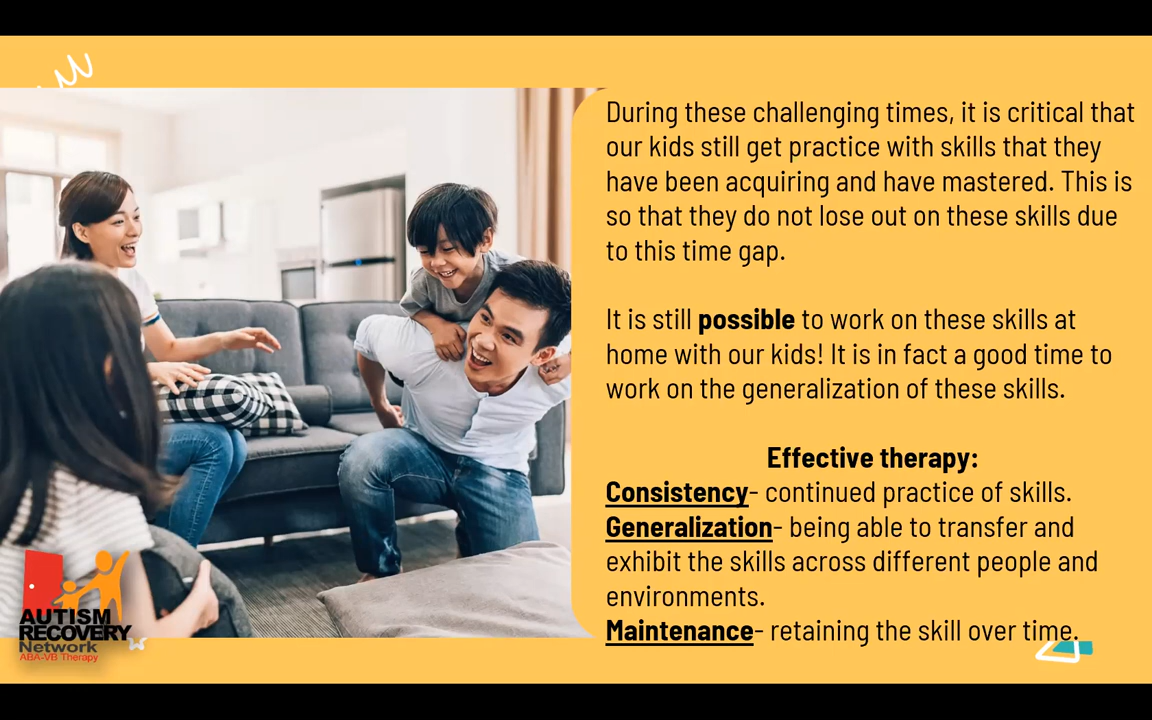 During these challenging times, it is critical that
our kids still get practice with skills that they
have been acquiring and have mastered. This is
so that they do not lose out on these skills due
to this time gap.
It is still possible to work on these skills at
home with our kids! It is in fact a good time to
work on the generalization of these skills.
Effective therapy:
Consistency- continued practice of skills.
Generalization- being able to transfer and
exhibit the skills across different people and
environments.
Maintenance- retaining the skill over time.
AUTISM
RECOVERY
Network
ABA-VB Therapy